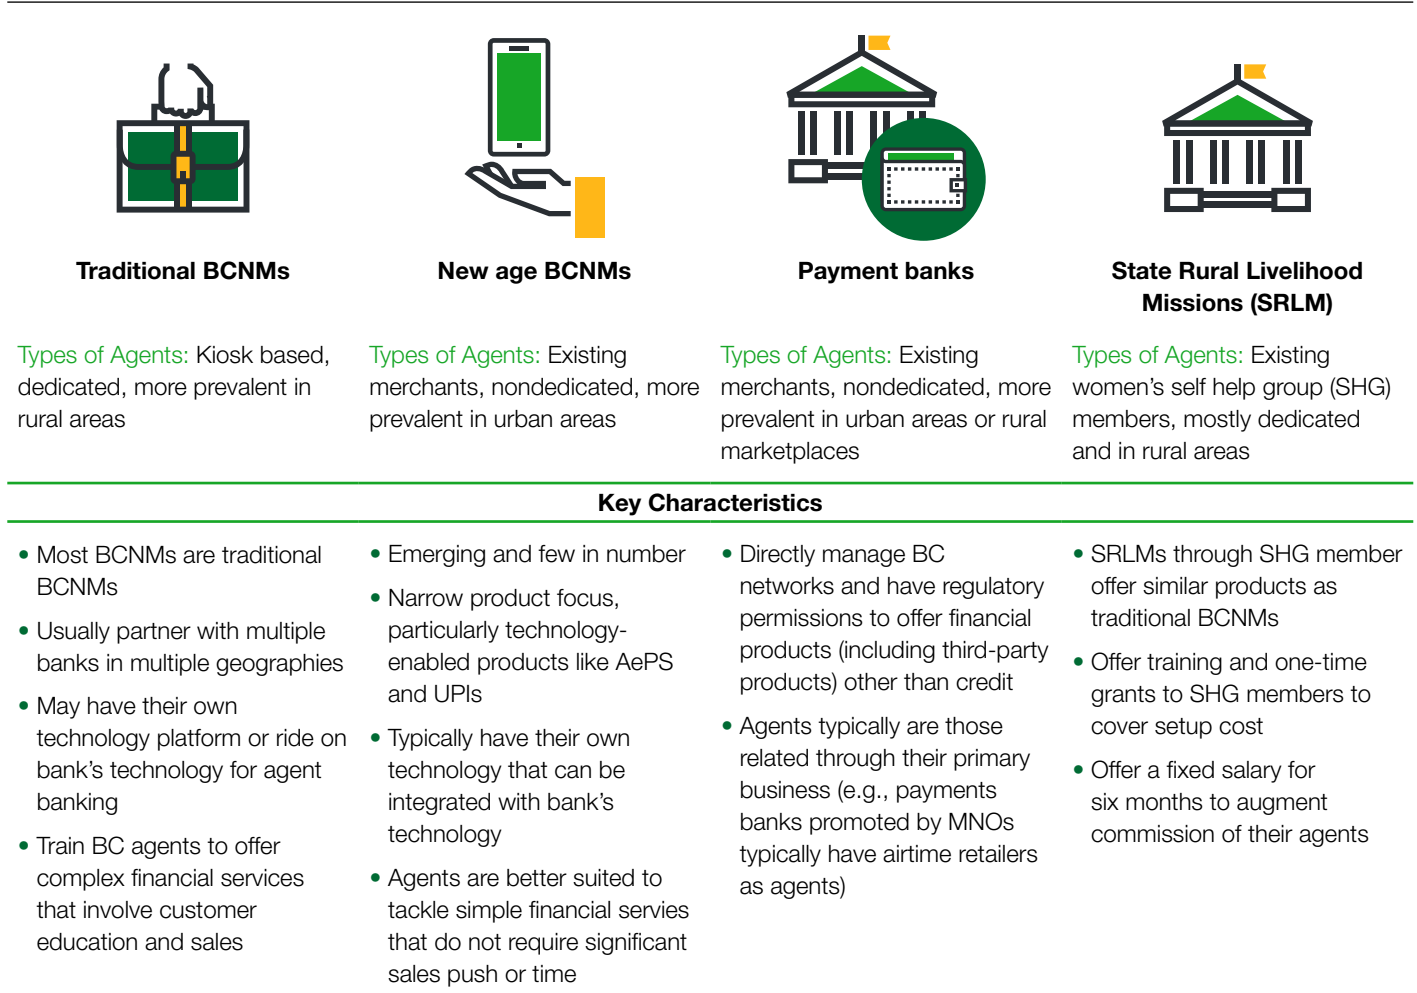 Traditional BCNMs
Types of Agents: Kiosk based,
dedicated, more prevalent in
rural areas
New age BCNMs
Types of Agents: Existing
merchants, nondedicated, more
prevalent in urban areas
Payment banks
Types of Agents: Existing
merchants, nondedicated, more
prevalent in urban areas or rural
marketplaces
State Rural Livelihood
Missions (SRLM)
Types of Agents: Existing
women’s self help group (SHG)
members, mostly dedicated
and in rural areas
Key Characteristics
• Most BCNMs are traditional
BCNMs
• Usually partner with multiple
banks in multiple geographies
• May have their own
technology platform or ride on
bank’s technology for agent
banking
• Train BC agents to offer
complex financial services
that involve customer
education and sales
• Emerging and few in number
• Narrow product focus,
particularly technology-
enabled products like AePS
and UPIs
• Typically have their own
technology that can be
integrated with bank’s
technology
• Agents are better suited to
tackle simple financial servies
that do not require significant
sales push or time
• Directly manage BC
networks and have regulatory
permissions to offer financial
products (including third-party
products) other than credit
• Agents typically are those
related through their primary
business (e.g., payments
banks promoted by MNOs
typically have airtime retailers
as agents)
• SRLMs through SHG member
offer similar products as
traditional BCNMs
• Offer training and one-time
grants to SHG members to
cover setup cost
• Offer a fixed salary for
six months to augment
commission of their agents